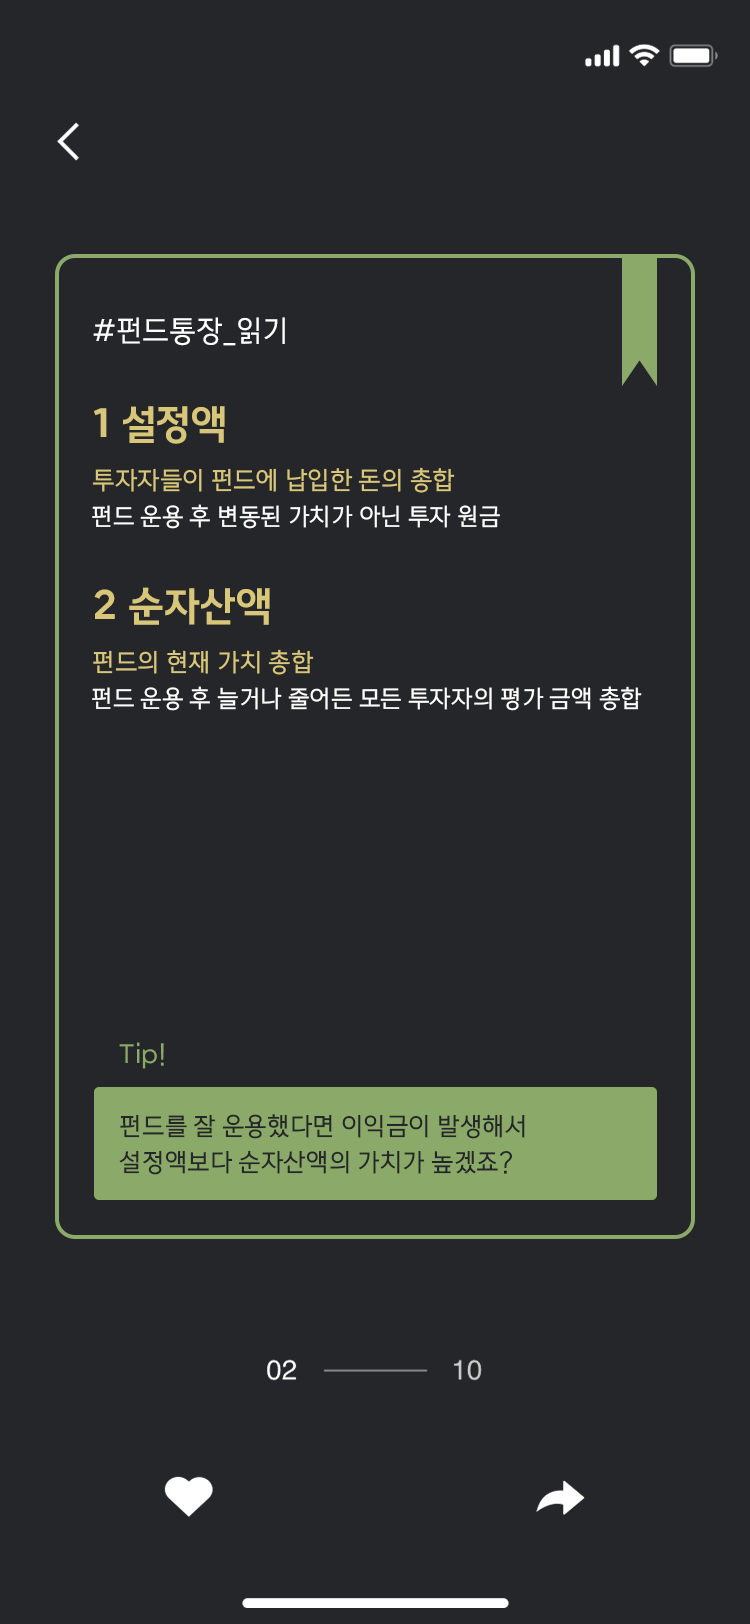 #펀드통장_읽기
1 설정액
투자자들이 펀드에 납입한 돈의 총합
펀드 운용 후 변동된 가치가 아닌 투자 원금
2 순자산액
펀드의 현재 가치 총합
펀드 운용 후 늘거나 줄어든 모든 투자자의 평가 금액 총합
Tip!
펀드를 잘 운용했다면 이익금이 발생해서
설정액보다 순자산액의 가치가 높겠죠?
02 10